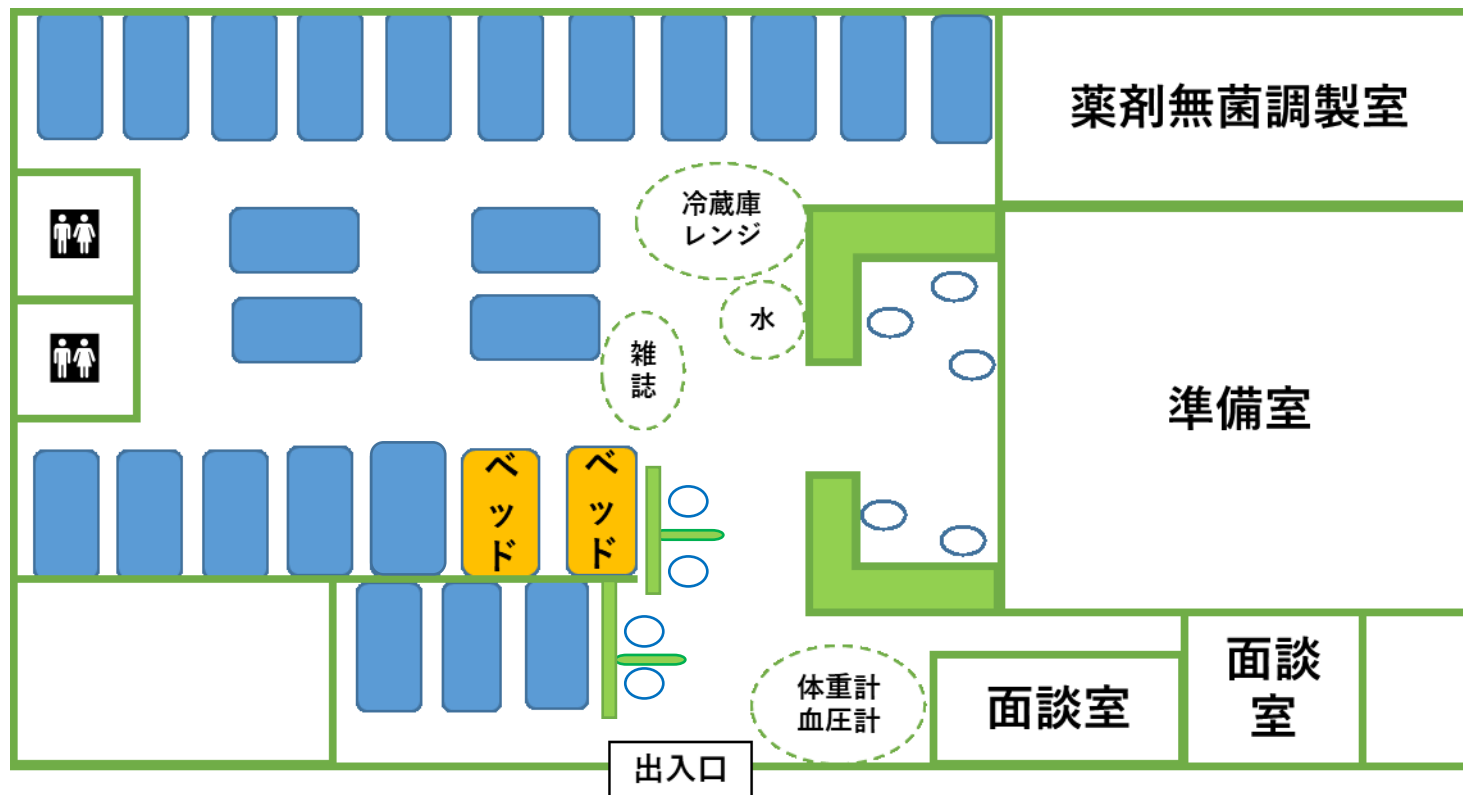 薬剤無菌調製室
冷蔵庫
レンジ
水
雑
誌
準備室
ベッド
ベッド
体重計
血圧計
面談室
面談
室
出入口